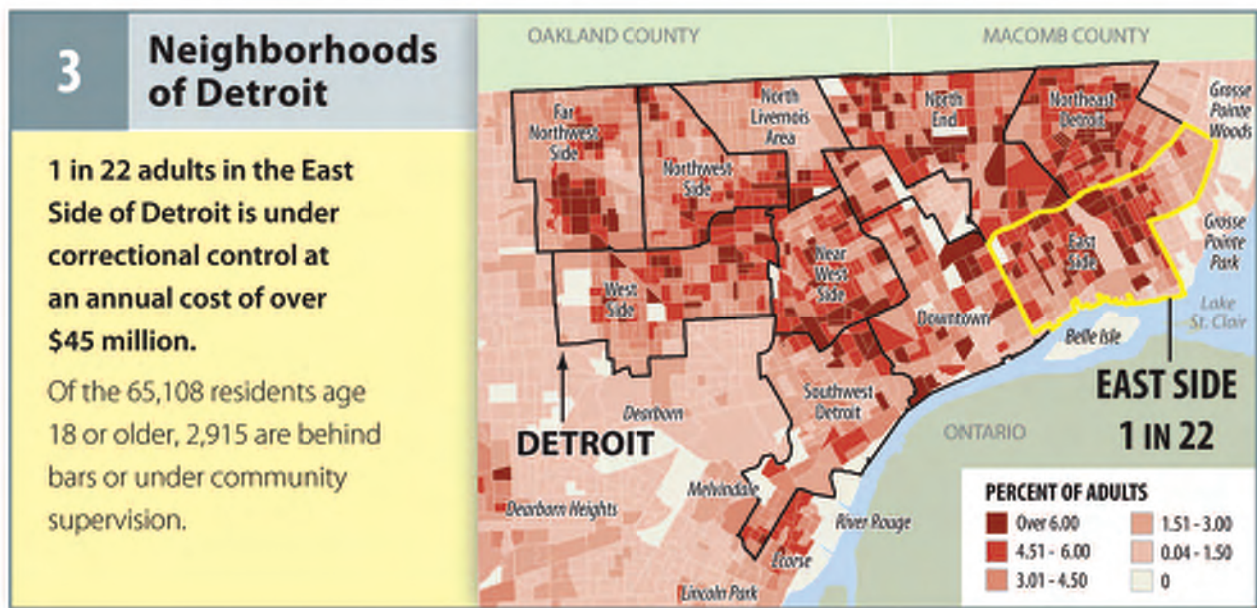 3
Neighborhoods
of Detroit
1 in 22 adults in the East
Side of Detroit is under
correctional control at
an annual cost of over
$45 million.
Of the 65,108 residents age
18 or older, 2,915 are behind
bars or under community
supervision.
OAKLAND COUNTY
MACOMB COUNTY
Far
Northwest
Side
North
Livernois
Area
North
End
Northeast
Detroit
Grosse
Pointe
Woods
Northwest
Side
Grosse
Pointe
Park
East
Side
Near
West
Side
West
Side
Downtown
Lake
St. Clair
Belle Isle
Southwest
Detroit
Dearborn
DETROIT
EAST SIDE
1 IN 22
ONTARIO
Melvindale
Dearborn Heights
River Rouge
Ecorse
Lincoln Park
PERCENT OF ADULTS
Over 6.00
4.51 - 6.00
3.01 - 4.50
1.51 - 3.00
0.04 - 1.50
0